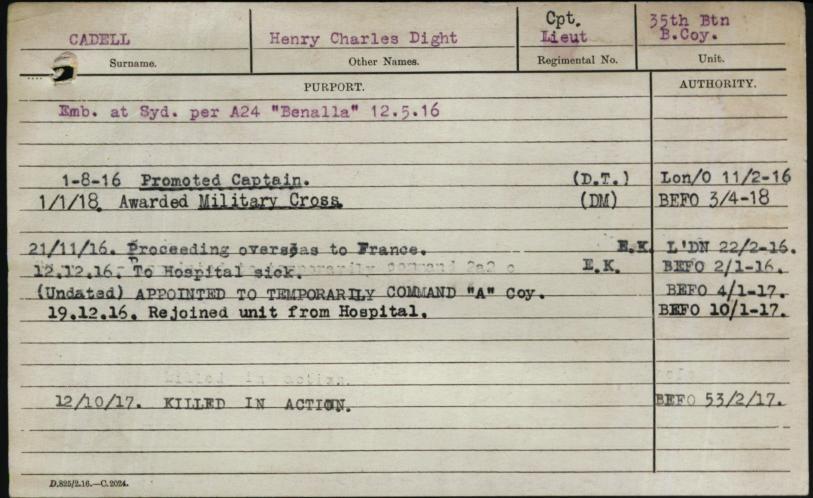 CADELL Henry Charles Dight Cpt. Lieut 35th Btn B.Coy.
Surname. Other Names. Regimental No. Unit.
PURPORT. AUTHORITY.
Emb. at Syd. per A24 "Benalla" 12.5.16
1-8-16 Promoted Captain. (D.T.) Lon/O 11/2-16
1/1/18. Awarded Military Cross (DM) BEFO 3/4-18
21/11/16. Proceeding overseas to France. E.K. L'DN 22/2-16.
12.12.16. To Hospital sick. E.K. BEFO 2/1-16.
(Undated) APPOINTED TO TEMPORARILY COMMAND "A" Coy. BEFO 4/1-17.
19.12.16. Rejoined unit from Hospital. BEFO 10/1-17.
killed in action.
12/10/17. KILLED IN ACTION. BEFO 53/2/17.
D.825/2.16.—C.2024.